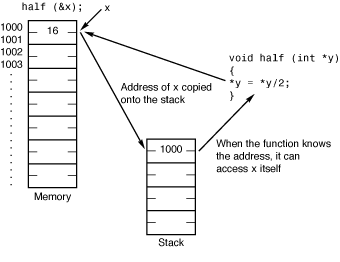 half (&x);
x
1000
1001
1002
1003
16
Memory
Address of x copied
onto the stack
void half (int *y)
{
*y = *y/2;
}
1000
Stack
When the function knows
the address, it can
access x itself